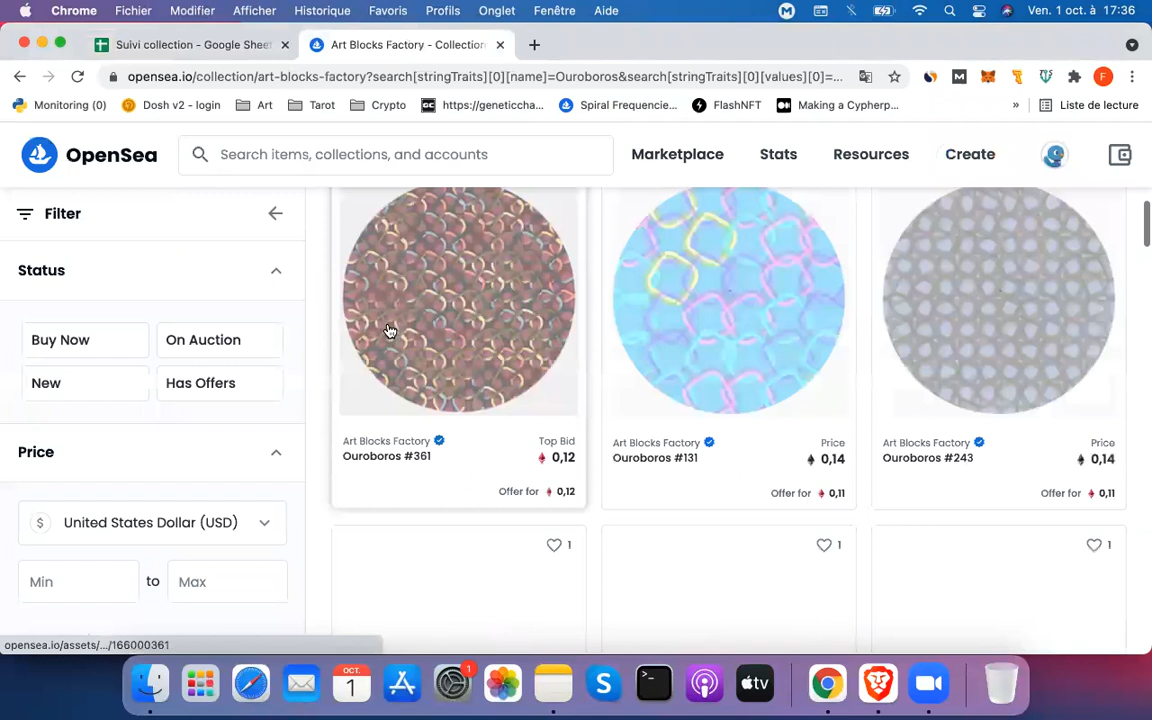 Chrome Fichier Modifier Afficher Historique Favoris Profils Onglet Fenêtre Aide Ven. 1 oct. à 17:36
Suivi collection - Google Sheet Art Blocks Factory - Collection
opensea.io/collection/art-blocks-factory?search[stringTraits][0][name]=Ouroboros&search[stringTraits][0][values][0]=...
Monitoring (0) Dosh v2 - login Art Tarot Crypto https://geneticcha... Spiral Frequencie... FlashNFT Making a Cypherp... » Liste de lecture
OpenSea Search items, collections, and accounts Marketplace Stats Resources Create
Filter
Status
Buy Now On Auction
New Has Offers
Price
$ United States Dollar (USD)
Min to Max
Art Blocks Factory Top Bid
Ouroboros #361 0,12
Offer for 0,12
Art Blocks Factory Price
Ouroboros #131 0,14
Offer for 0,11
Art Blocks Factory Price
Ouroboros #243 0,14
Offer for 0,11
1 1 1
opensea.io/assets/.../166000361
OCT. 1 1 tv